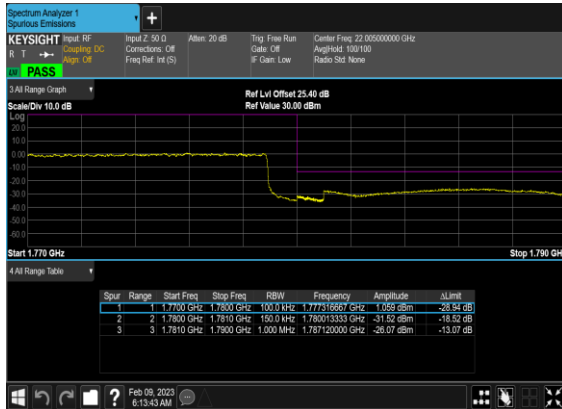 Spectrum Analyzer 1
Spurious Emissions
KEYSIGHT Input: RF Input Z: 50 Ω Atten: 20 dB Trig: Free Run Center Freq: 22.005000000 GHz
R T Coupling: DC Corrections: Off Gate: Off Avg|Hold: 100/100
Align: Off Freq Ref: Int (S) IF Gain: Low Radio Std: None
PASS
3 All Range Graph Ref Lvl Offset 25.40 dB
Scale/Div 10.0 dB Ref Value 30.00 dBm
Log
20.0
10.0
0.00
-10.0
-20.0
-30.0
-40.0
-50.0
-60.0
Start 1.770 GHz Stop 1.790 GH
4 All Range Table
Spur Range Start Freq Stop Freq RBW Frequency Amplitude ΔLimit
1 1 1.7700 GHz 1.7800 GHz 100.0 kHz 1.777316667 GHz 1.059 dBm -28.94 dB
2 2 1.7800 GHz 1.7810 GHz 150.0 kHz 1.780013333 GHz -31.52 dBm -18.52 dB
3 3 1.7810 GHz 1.7900 GHz 1.000 MHz 1.787120000 GHz -26.07 dBm -13.07 dB
Feb 09, 2023
6:13:43 AM